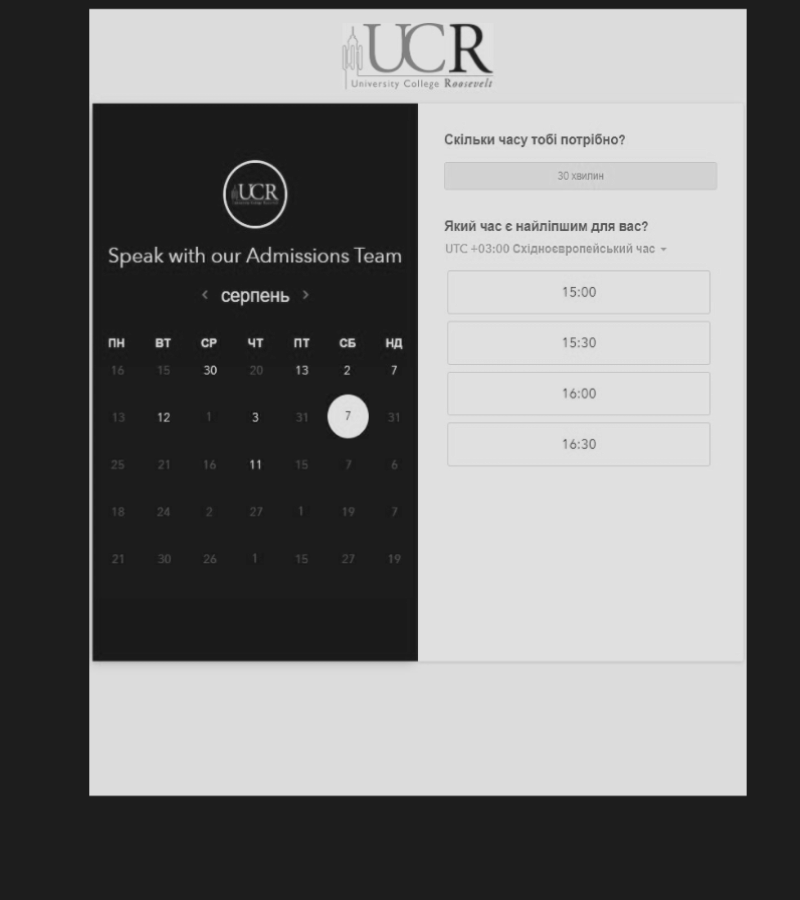 UCR
University College Roosevelt
UCR
Speak with our Admissions Team
< серпень >
ПН ВТ СР ЧТ ПТ СБ НД
16 15 30 20 13 2 7
13 12 1 3 31 7 31
25 21 16 11 15 7 6
18 24 2 27 1 19 7
21 30 26 1 15 27 19
Скільки часу тобі потрібно?
30 хвилин
Який час є найліпшим для вас?
UTC +03:00 Східноєвропейський час
15:00
15:30
16:00
16:30